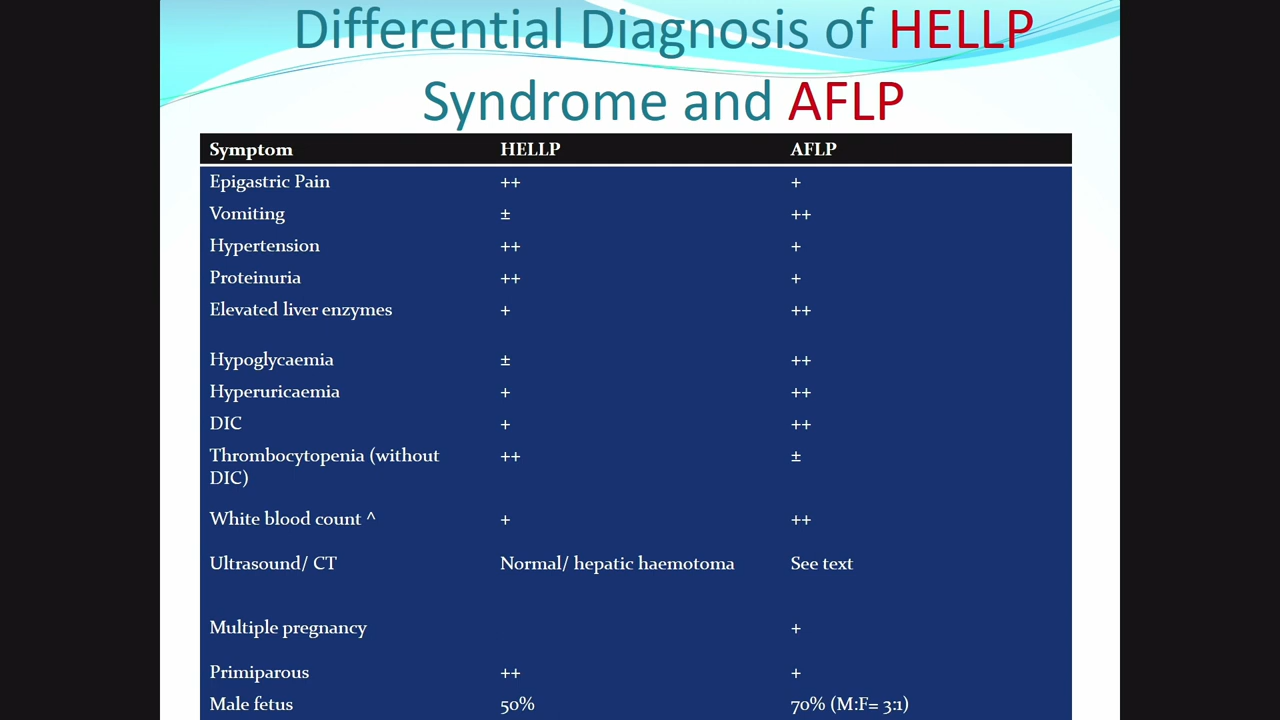 Differential Diagnosis of HELLP
Syndrome and AFLP
Symptom HELLP AFLP
Epigastric Pain ++ +
Vomiting ± ++
Hypertension ++ +
Proteinuria ++ +
Elevated liver enzymes + ++
Hypoglycaemia ± ++
Hyperuricaemia + ++
DIC + ++
Thrombocytopenia (without ++ ±
DIC)
White blood count ^ + ++
Ultrasound/ CT Normal/ hepatic haemotoma See text
Multiple pregnancy +
Primiparous ++ +
Male fetus 50% 70% (M:F= 3:1)